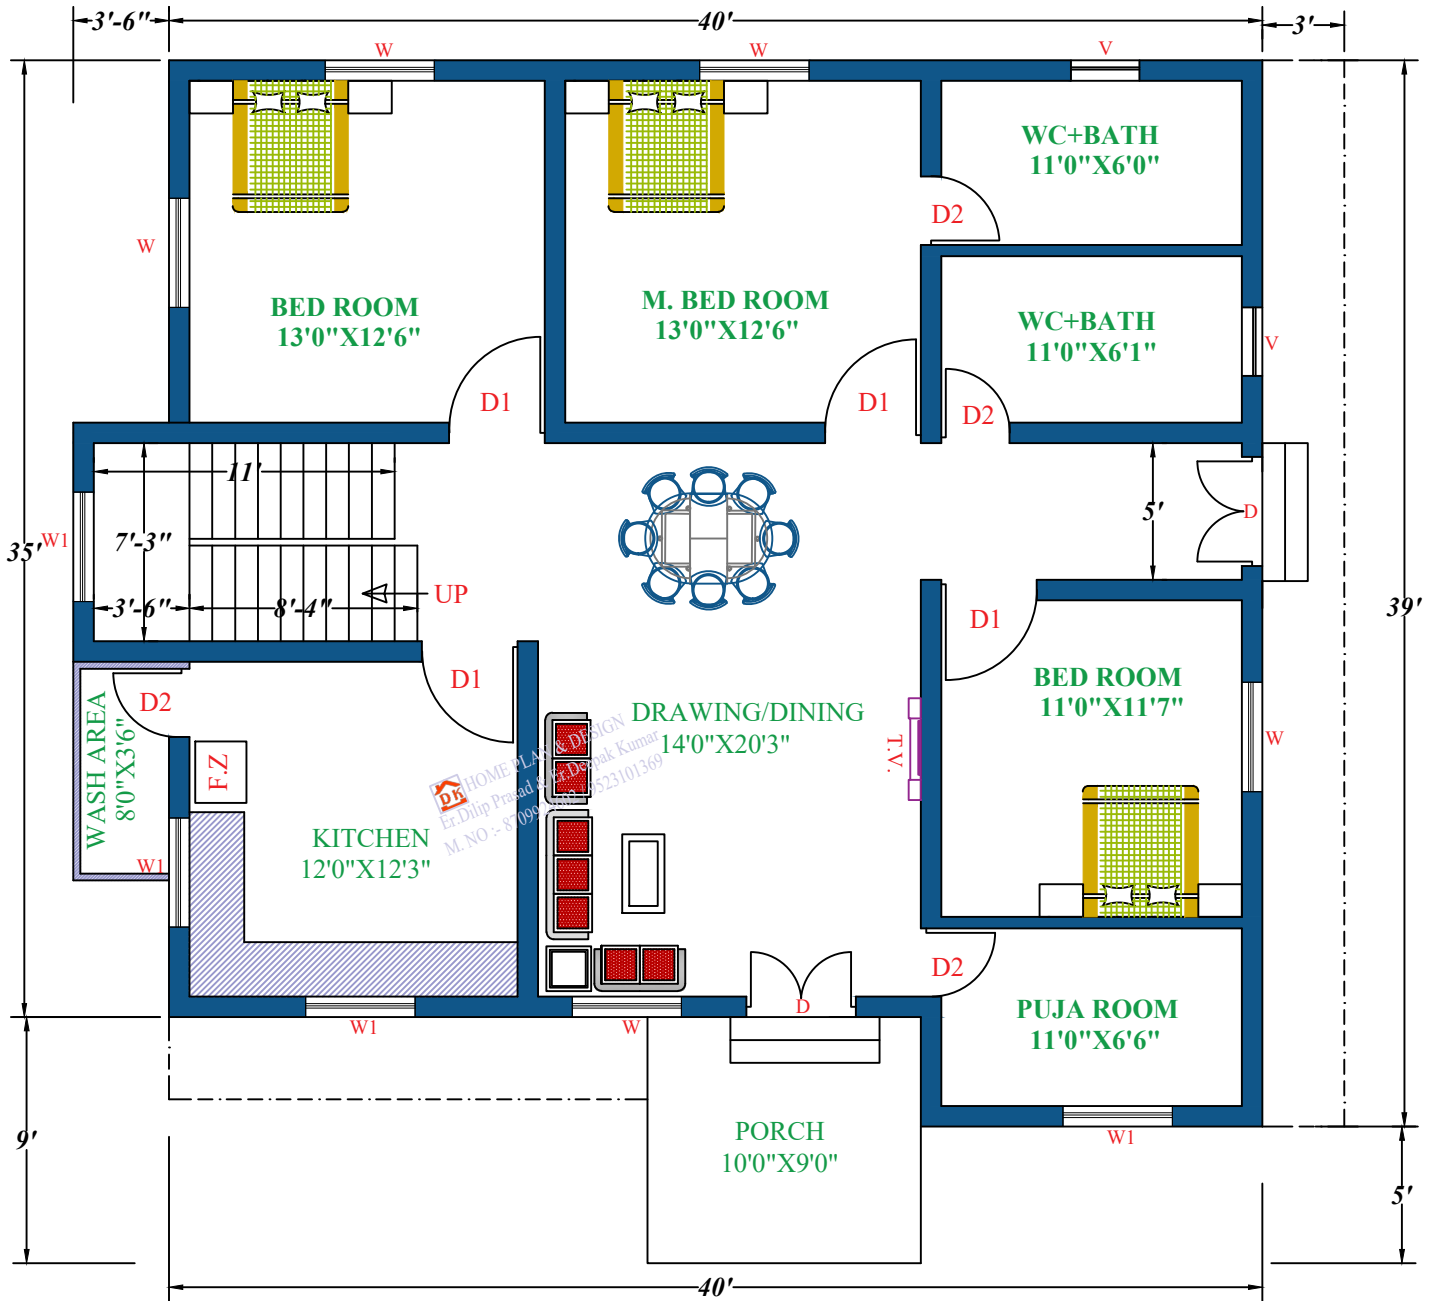 3'-6"
40'
3'
W
W
V
WC+BATH
11'0"X6'0"
D2
W
BED ROOM
13'0"X12'6"
M. BED ROOM
13'0"X12'6"
WC+BATH
11'0"X6'1"
V
D1
D1
D2
11'
5'
D
35'
W1
7'-3"
3'-6"
8'-4"
UP
39'
D1
D1
D2
BED ROOM
11'0"X11'7"
WASH AREA
8'0"X3'6"
F.Z
DRAWING/DINING
14'0"X20'3"
T.V.
W
DK
HOME PLAN & DESIGN
Er.Dilip Prasad & Er.Deepak Kumar
M. NO :-
9523101369
KITCHEN
12'0"X12'3"
W1
D2
D
PUJA ROOM
11'0"X6'6"
W1
W
9'
PORCH
10'0"X9'0"
W1
5'
40'